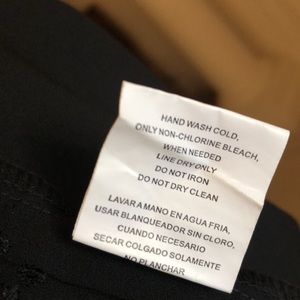 HAND WASH COLD,
ONLY NON-CHLORINE BLEACH,
WHEN NEEDED
LINE DRY ONLY
DO NOT IRON
DO NOT DRY CLEAN
LAVAR A MANO EN AGUA FRIA,
USAR BLANQUEADOR SIN CLORO,
CUANDO NECESARIO
SECAR COLGADO SOLAMENTE
NO PLANCHAR